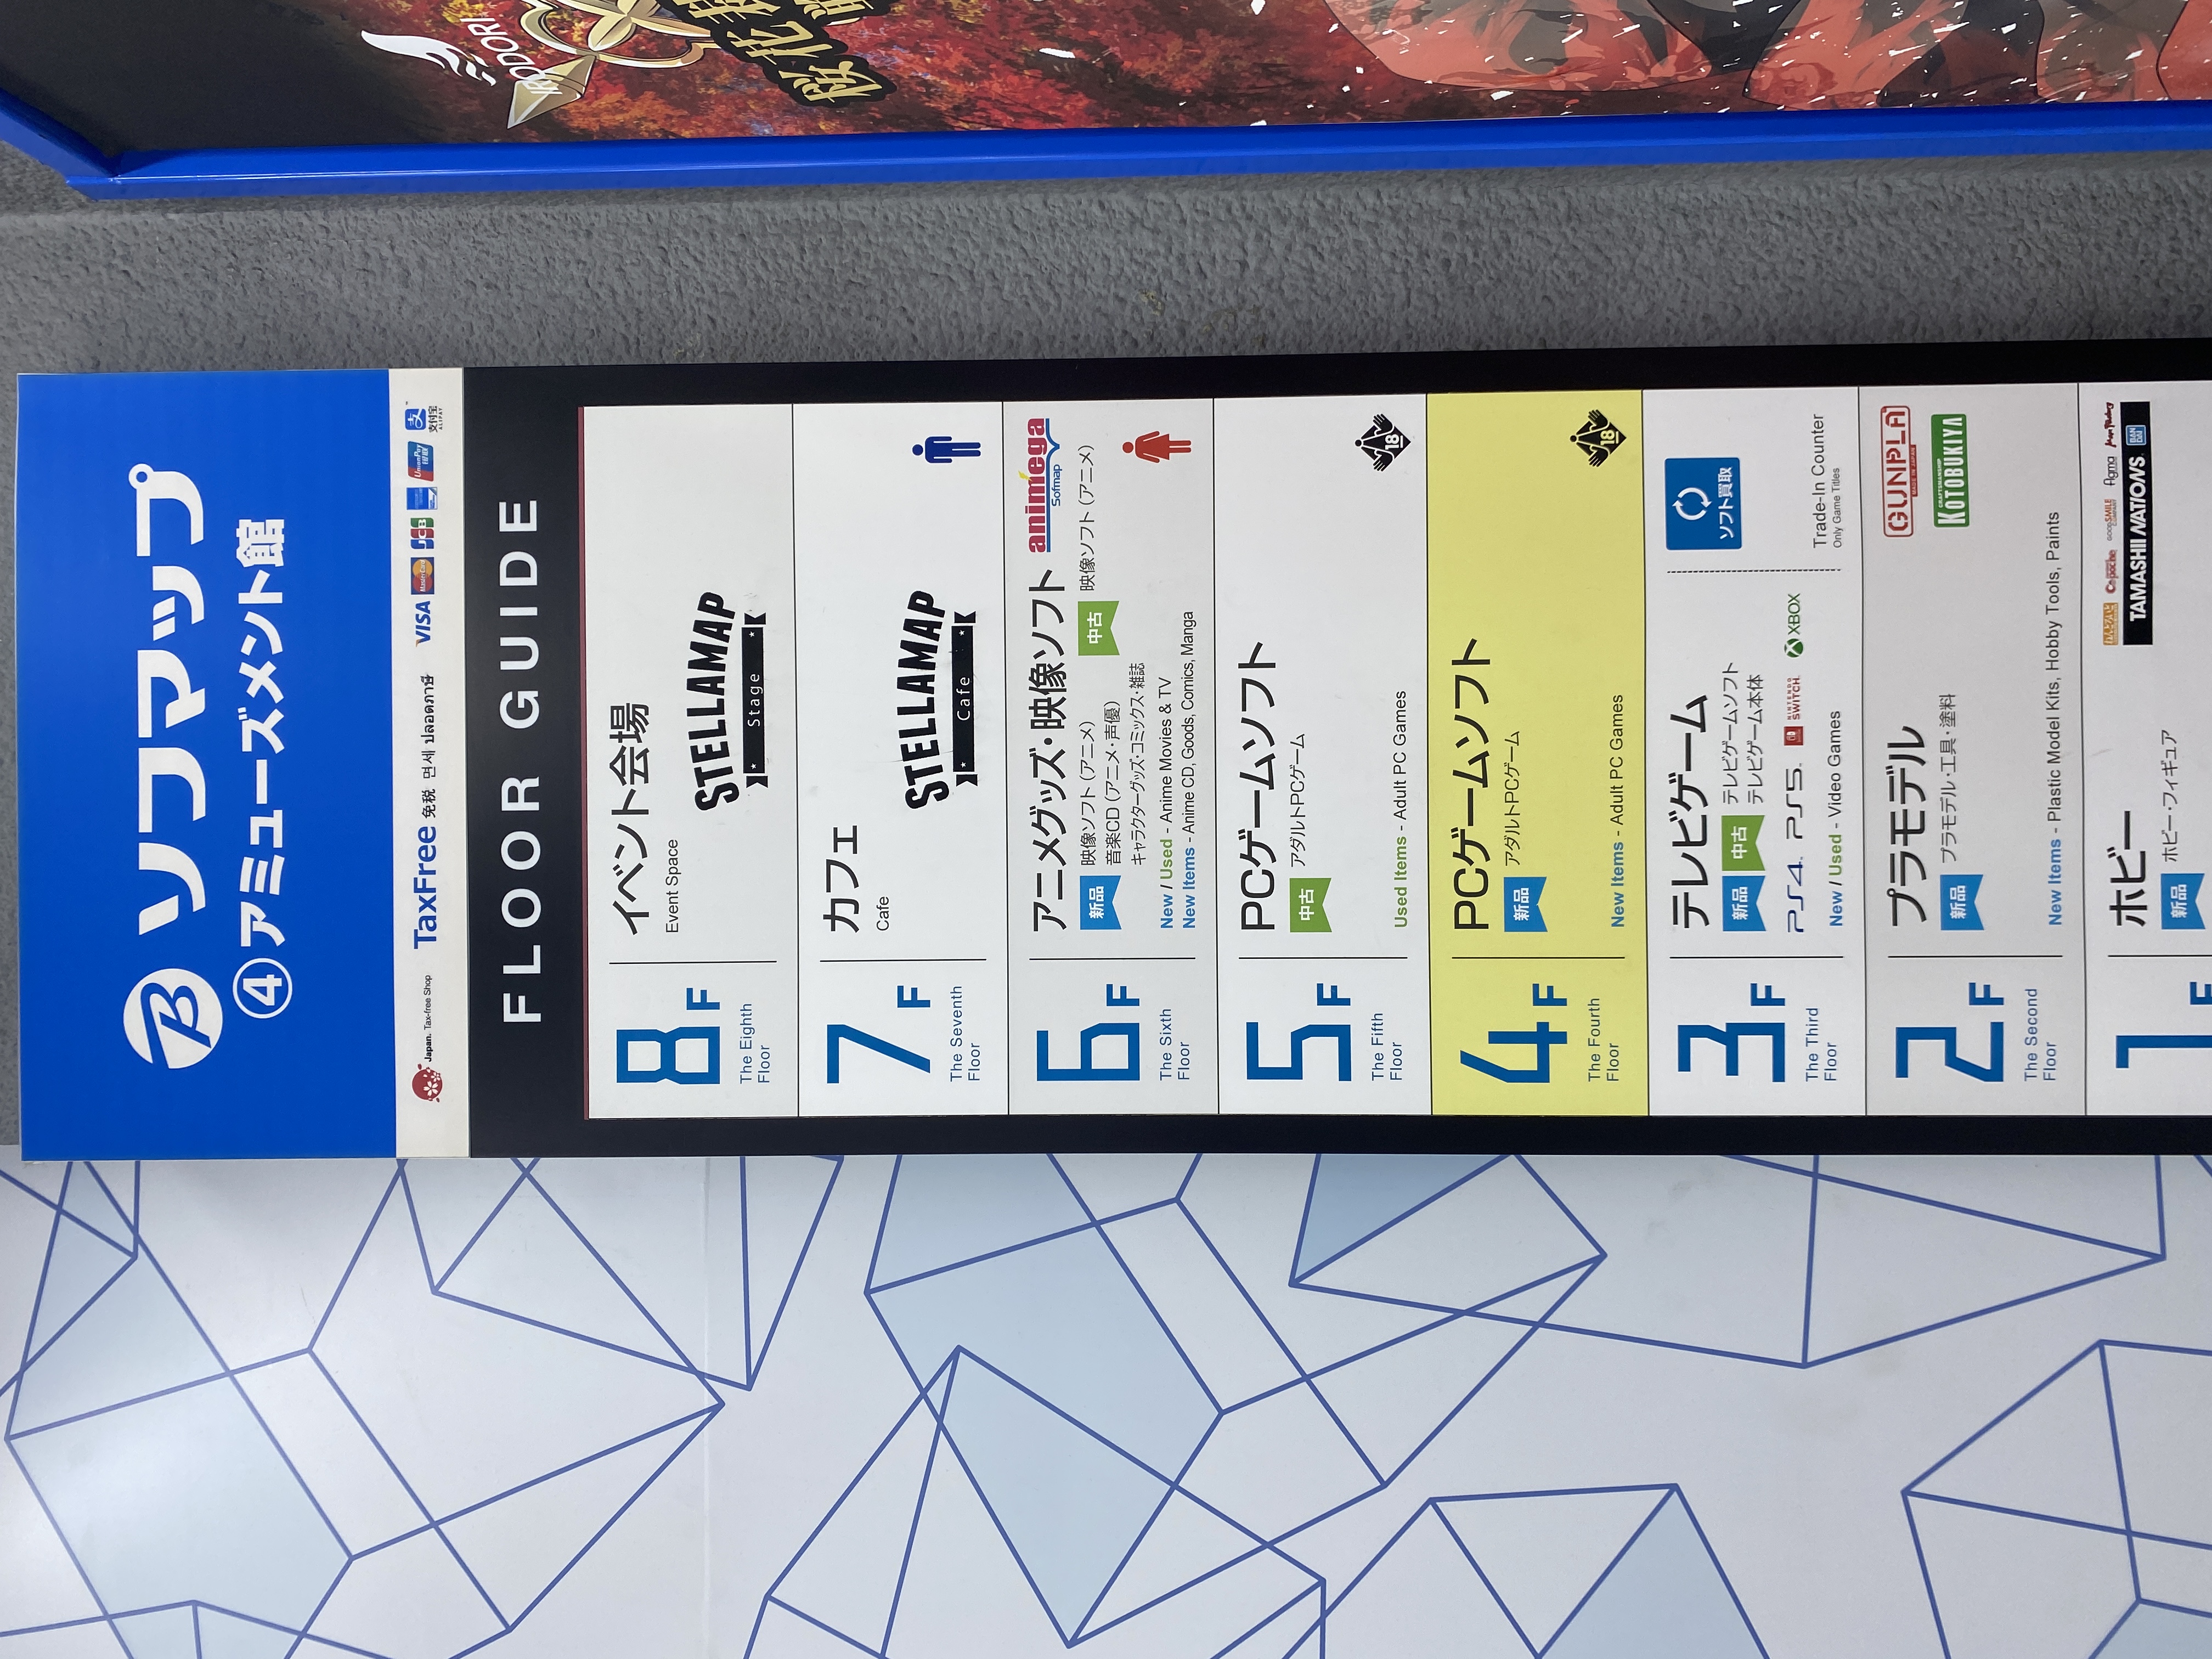 ソフマップ
④アミューズメント館
Japan. Tax-free Shop TaxFree 免税 면세 ปลอดภาษี VISA MasterCard JCB UnionPay 银联 支 支付宝 ALIPAY
FLOOR GUIDE
8F
The Eighth
Floor
イベント会場
Event Space
STELLAMAP
Stage
7F
The Seventh
Floor
カフェ
Cafe
STELLAMAP
Cafe
6F
The Sixth
Floor
アニメグッズ・映像ソフト animega
Sofmap
新品 映像ソフト（アニメ） 中古 映像ソフト（アニメ）
音楽CD（アニメ・声優）
キャラクターグッズ・コミックス・雑誌
New / Used - Anime Movies & TV
New Items - Anime CD, Goods, Comics, Manga
5F
The Fifth
Floor
PCゲームソフト
中古 アダルトPCゲーム
Used Items - Adult PC Games
18
4F
The Fourth
Floor
PCゲームソフト
新品 アダルトPCゲーム
New Items - Adult PC Games
18
3F
The Third
Floor
テレビゲーム
新品 中古 テレビゲームソフト
テレビゲーム本体
PS4 PS5 NINTENDO SWITCH XBOX
New / Used - Video Games
ソフト買取
Trade-In Counter
Only Game Titles
2F
The Second
Floor
プラモデル
新品 プラモデル・工具・塗料
New Items - Plastic Model Kits, Hobby Tools, Paints
GUNPLA
MADE IN JAPAN
CRAFTSMANSHIP
KOTOBUKIYA
1F
ホビー
新品 ホビー・フィギュア
ねんどろいど Cu-poche GOOD SMILE COMPANY figma Max Factory
TAMASHII NATIONS BANDAI
IRODORI
桜花